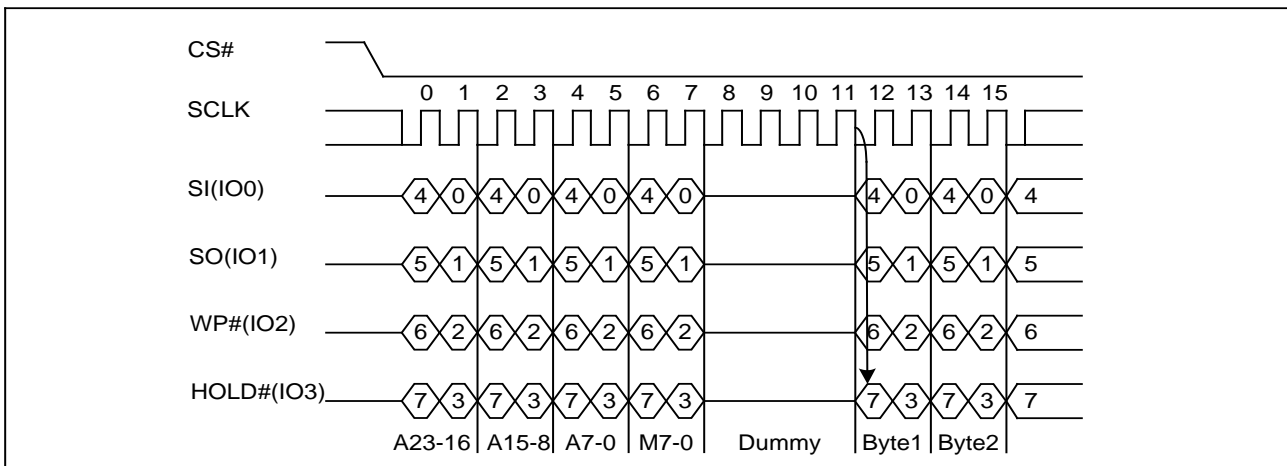 CS#
SCLK
0 1 2 3 4 5 6 7 8 9 10 11 12 13 14 15
SI(IO0)
4 0 4 0 4 0 4 0 4 0 4 0 4
SO(IO1)
5 1 5 1 5 1 5 1 5 1 5 1 5
WP#(IO2)
6 2 6 2 6 2 6 2 6 2 6 2 6
HOLD#(IO3)
7 3 7 3 7 3 7 3 7 3 7 3 7
A23-16 A15-8 A7-0 M7-0 Dummy Byte1 Byte2